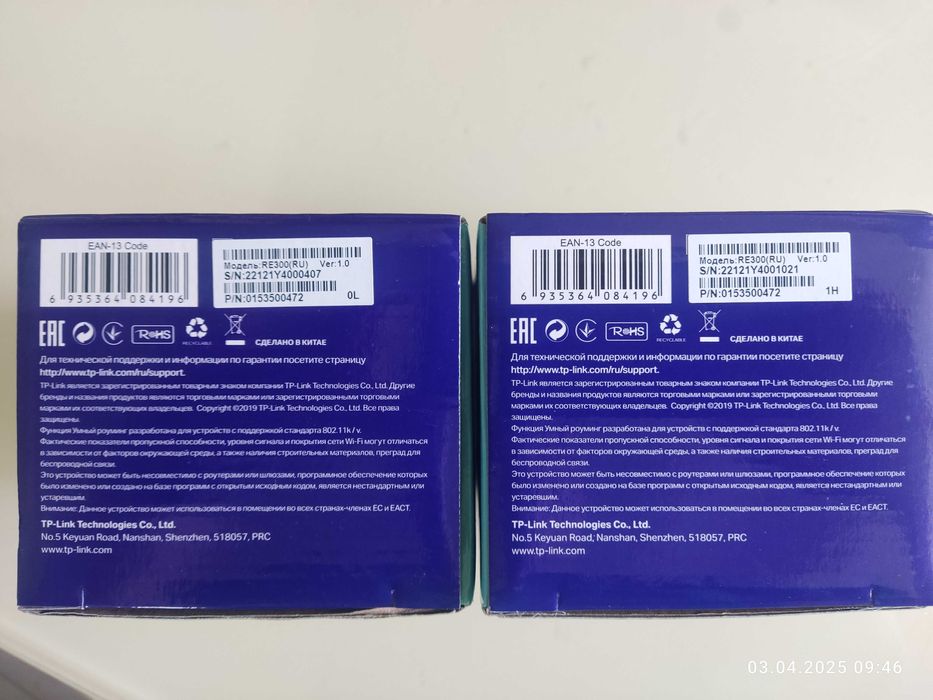 EAN-13 Code
6 935364 084196
Модель:RE300(RU) Ver:1.0
S/N:22121Y4000407
P/N:0153500472 0L
EAC
RoHS
RECYCLABLE
СДЕЛАНО В КИТАЕ
Для технической поддержки и информации по гарантии посетите страницу
http://www.tp-link.com/ru/support.
TP-Link является зарегистрированным товарным знаком компании TP-Link Technologies Co., Ltd. Другие
бренды и названия продуктов являются торговыми марками или зарегистрированными торговыми
марками их соответствующих владельцев. Copyright ©2019 TP-Link Technologies Co., Ltd. Все права
защищены.
Функция Умный роуминг разработана для устройств с поддержкой стандарта 802.11k / v.
Фактические показатели пропускной способности, уровня сигнала и покрытия сети Wi-Fi могут отличаться
в зависимости от факторов окружающей среды, а также наличия строительных материалов, преград для
беспроводной связи.
Это устройство может быть несовместимо с роутерами или шлюзами, программное обеспечение которых
было изменено или создано на базе программ с открытым исходным кодом, является нестандартным или
устаревшим.
Внимание: Данное устройство может использоваться в помещении во всех странах-членах ЕС и ЕАСТ.
TP-Link Technologies Co., Ltd.
No.5 Keyuan Road, Nanshan, Shenzhen, 518057, PRC
www.tp-link.com
EAN-13 Code
6 935364 084196
Модель:RE300(RU) Ver:1.0
S/N:22121Y4001021
P/N:0153500472 1H
EAC
RoHS
RECYCLABLE
СДЕЛАНО В КИТАЕ
Для технической поддержки и информации по гарантии посетите страницу
http://www.tp-link.com/ru/support.
TP-Link является зарегистрированным товарным знаком компании TP-Link Technologies Co., Ltd. Другие
бренды и названия продуктов являются торговыми марками или зарегистрированными торговыми
марками их соответствующих владельцев. Copyright ©2019 TP-Link Technologies Co., Ltd. Все права
защищены.
Функция Умный роуминг разработана для устройств с поддержкой стандарта 802.11k / v.
Фактические показатели пропускной способности, уровня сигнала и покрытия сети Wi-Fi могут отличаться
в зависимости от факторов окружающей среды, а также наличия строительных материалов, преград для
беспроводной связи.
Это устройство может быть несовместимо с роутерами или шлюзами, программное обеспечение которых
было изменено или создано на базе программ с открытым исходным кодом, является нестандартным или
устаревшим.
Внимание: Данное устройство может использоваться в помещении во всех странах-членах ЕС и ЕАСТ.
TP-Link Technologies Co., Ltd.
No.5 Keyuan Road, Nanshan, Shenzhen, 518057, PRC
www.tp-link.com
03.04.2025 09:46